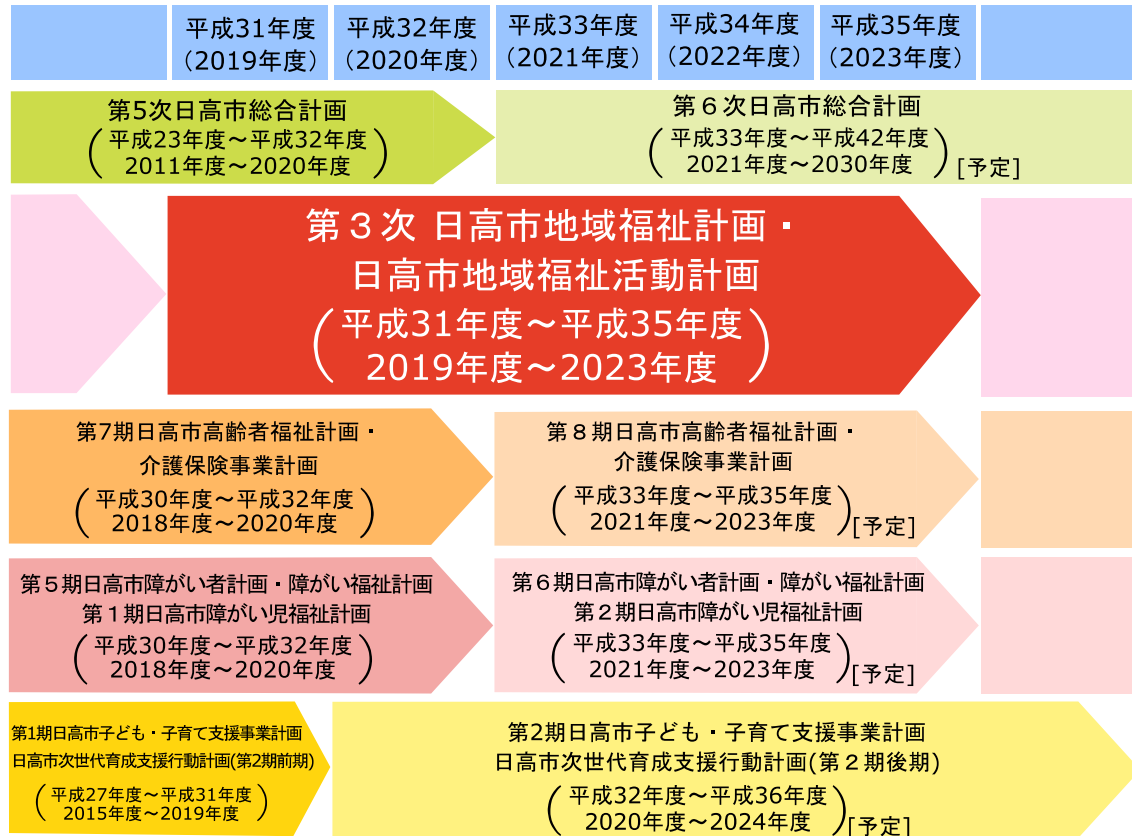 平成31年度
(2019年度)
平成32年度
(2020年度)
平成33年度
(2021年度)
平成34年度
(2022年度)
平成35年度
(2023年度)
第5次日高市総合計画
(平成23年度～平成32年度
2011年度～2020年度)
第６次日高市総合計画
(平成33年度～平成42年度
2021年度～2030年度)[予定]
第３次 日高市地域福祉計画・
日高市地域福祉活動計画
(平成31年度～平成35年度
2019年度～2023年度)
第7期日高市高齢者福祉計画・
介護保険事業計画
(平成30年度～平成32年度
2018年度～2020年度)
第８期日高市高齢者福祉計画・
介護保険事業計画
(平成33年度～平成35年度
2021年度～2023年度)[予定]
第５期日高市障がい者計画・障がい福祉計画
第１期日高市障がい児福祉計画
(平成30年度～平成32年度
2018年度～2020年度)
第６期日高市障がい者計画・障がい福祉計画
第２期日高市障がい児福祉計画
(平成33年度～平成35年度
2021年度～2023年度)[予定]
第1期日高市子ども・子育て支援事業計画
日高市次世代育成支援行動計画(第2期前期)
(平成27年度～平成31年度
2015年度～2019年度)
第2期日高市子ども・子育て支援事業計画
日高市次世代育成支援行動計画(第２期後期)
(平成32年度～平成36年度
2020年度～2024年度)[予定]